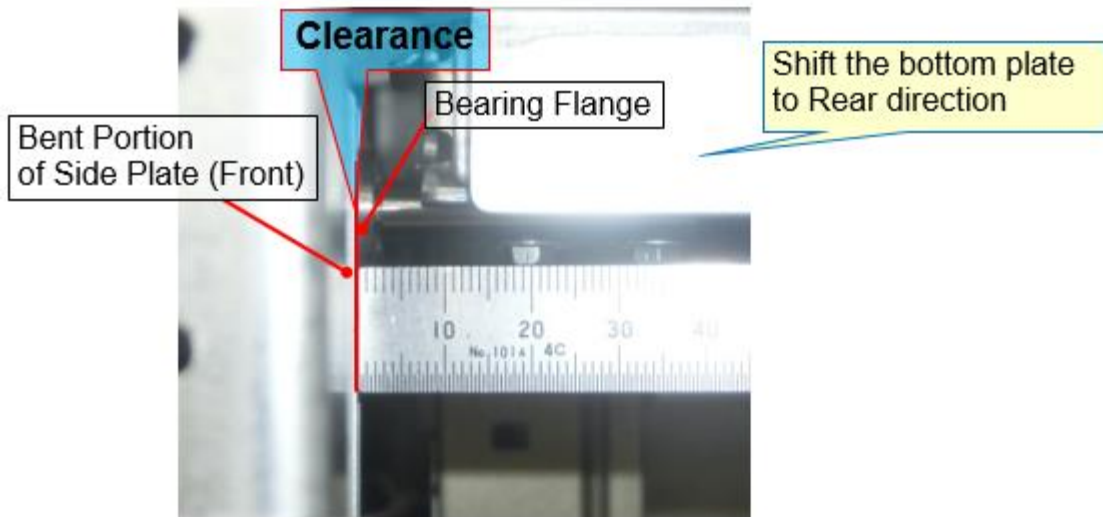 Clearance
Shift the bottom plate
to Rear direction
Bearing Flange
Bent Portion
of Side Plate (Front)
10 20 30 40
No.101A 4C